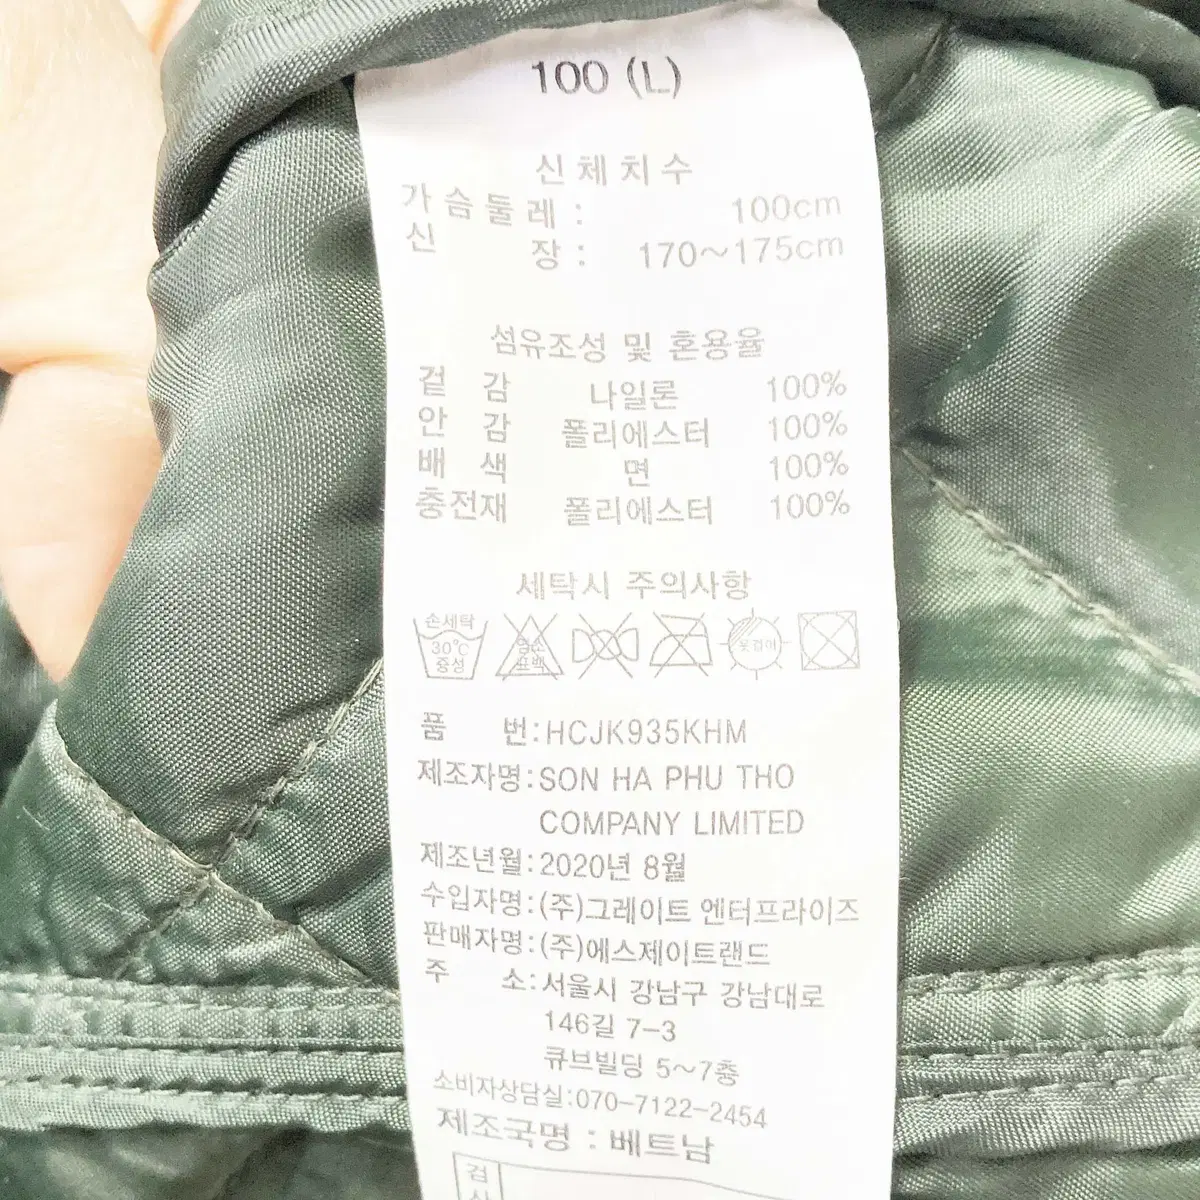 100 (L)
신체치수
가슴둘레 : 100cm
신 장 : 170~175cm
섬유조성 및 혼용율
겉 감 나일론 100%
안 감 폴리에스터 100%
배 색 면 100%
충전재 폴리에스터 100%
세탁시 주의사항
손세탁 30℃ 중성 염소 표백 옷걸이
품 번:HCJK935KHM
제조자명:SON HA PHU THO
COMPANY LIMITED
제조년월:2020년 8월
수입자명:(주)그레이트 엔터프라이즈
판매자명:(주)에스제이트랜드
주 소:서울시 강남구 강남대로
146길 7-3
큐브빌딩 5~7층
소비자상담실:070-7122-2454
제조국명 : 베트남
검